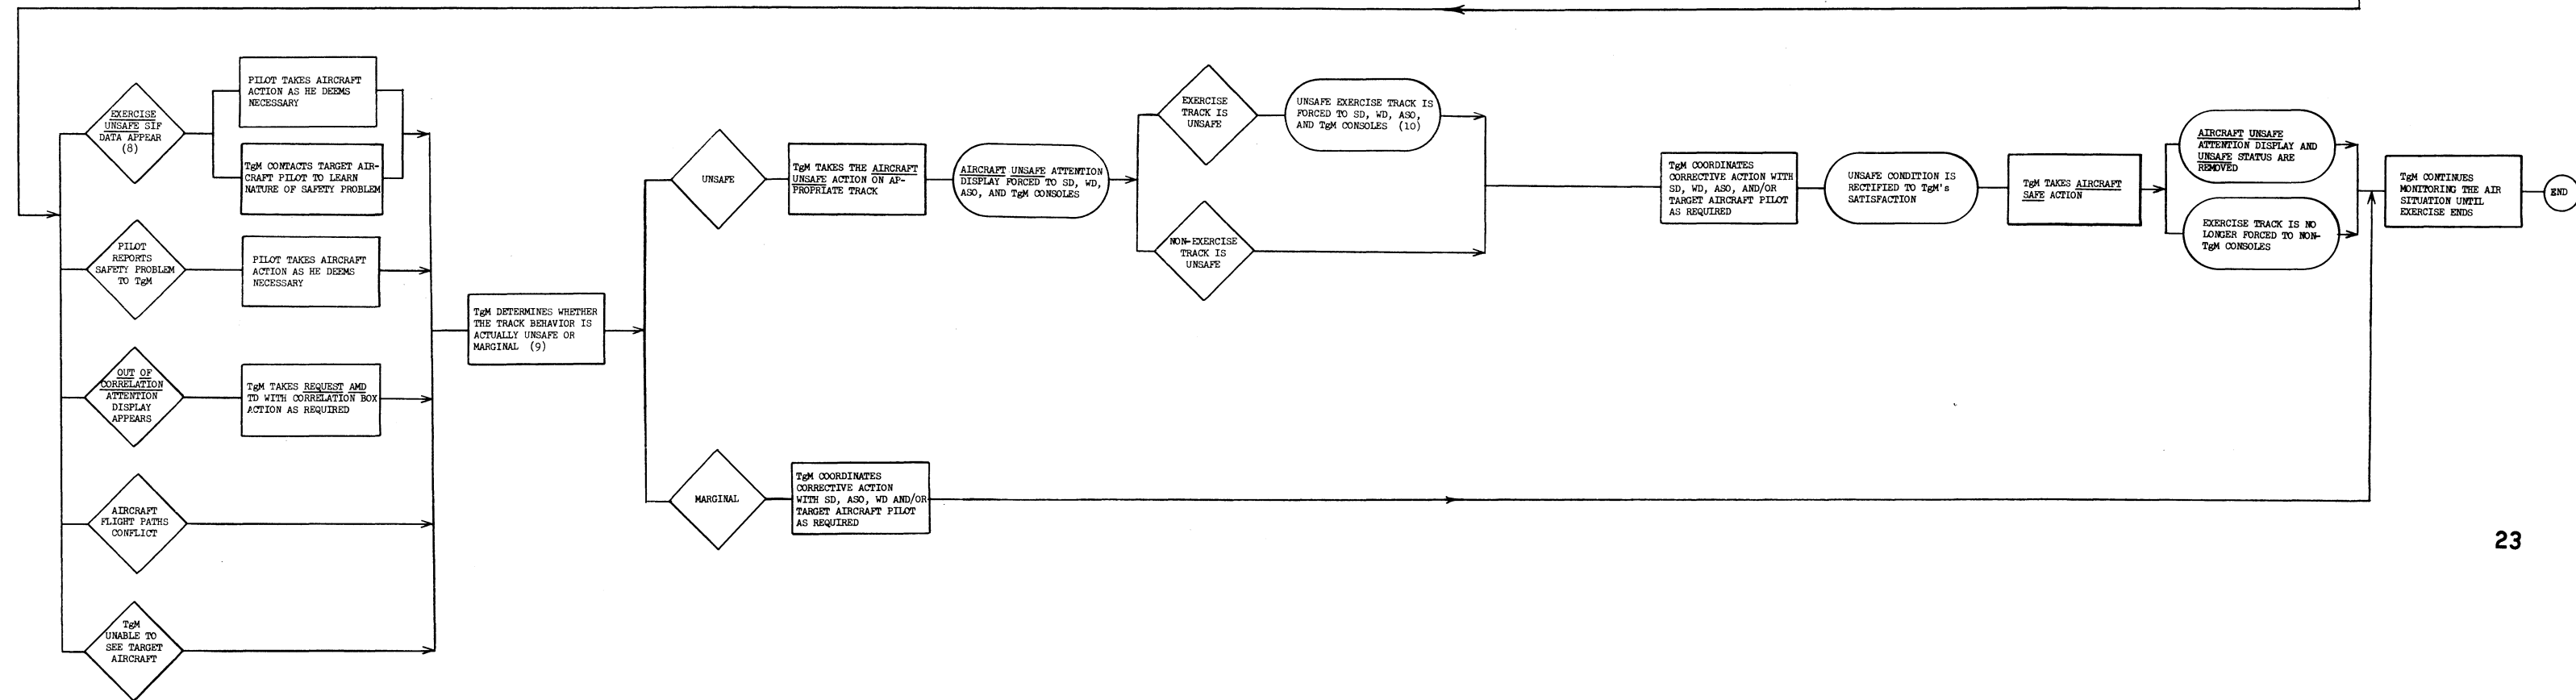 EXERCISE
UNSAFE SIF
DATA APPEAR
(8)
PILOT TAKES AIRCRAFT
ACTION AS HE DEEMS
NECESSARY
TgM CONTACTS TARGET AIR-
CRAFT PILOT TO LEARN
NATURE OF SAFETY PROBLEM
PILOT
REPORTS
SAFETY PROBLEM
TO TgM
PILOT TAKES AIRCRAFT
ACTION AS HE DEEMS
NECESSARY
OUT OF
CORRELATION
ATTENTION
DISPLAY
APPEARS
TgM TAKES REQUEST AMD
TD WITH CORRELATION BOX
ACTION AS REQUIRED
AIRCRAFT
FLIGHT PATHS
CONFLICT
TgM
UNABLE TO
SEE TARGET
AIRCRAFT
TgM DETERMINES WHETHER
THE TRACK BEHAVIOR IS
ACTUALLY UNSAFE OR
MARGINAL (9)
UNSAFE
TgM TAKES THE AIRCRAFT
UNSAFE ACTION ON AP-
PROPRIATE TRACK
AIRCRAFT UNSAFE ATTENTION
DISPLAY FORCED TO SD, WD,
ASO, AND TgM CONSOLES
EXERCISE
TRACK IS
UNSAFE
UNSAFE EXERCISE TRACK IS
FORCED TO SD, WD, ASO,
AND TgM CONSOLES (10)
NON-EXERCISE
TRACK IS
UNSAFE
MARGINAL
TgM COORDINATES
CORRECTIVE ACTION
WITH SD, ASO, WD AND/OR
TARGET AIRCRAFT PILOT
AS REQUIRED
TgM COORDINATES
CORRECTIVE ACTION WITH
SD, WD, ASO, AND/OR
TARGET AIRCRAFT PILOT
AS REQUIRED
UNSAFE CONDITION IS
RECTIFIED TO TgM's
SATISFACTION
TgM TAKES AIRCRAFT
SAFE ACTION
AIRCRAFT UNSAFE
ATTENTION DISPLAY AND
UNSAFE STATUS ARE
REMOVED
EXERCISE TRACK IS NO
LONGER FORCED TO NON-
TgM CONSOLES
TgM CONTINUES
MONITORING THE AIR
SITUATION UNTIL
EXERCISE ENDS
END
23